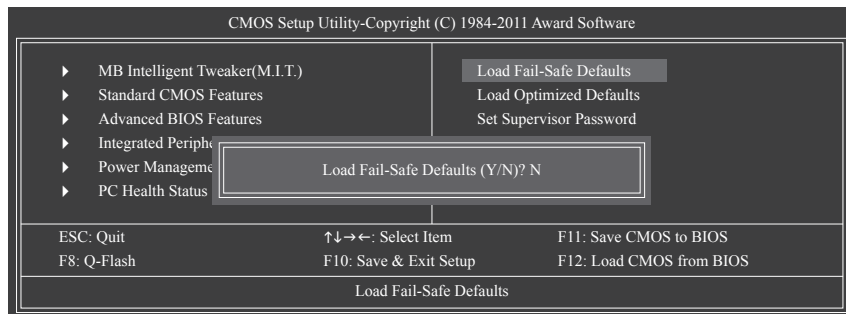 CMOS Setup Utility-Copyright (C) 1984-2011 Award Software
MB Intelligent Tweaker(M.I.T.)
Standard CMOS Features
Advanced BIOS Features
Integrated Periphe
Power Manageme
PC Health Status
Load Fail-Safe Defaults
Load Optimized Defaults
Set Supervisor Password
Load Fail-Safe Defaults (Y/N)? N
ESC: Quit ↑↓→←: Select Item F11: Save CMOS to BIOS
F8: Q-Flash F10: Save & Exit Setup F12: Load CMOS from BIOS
Load Fail-Safe Defaults